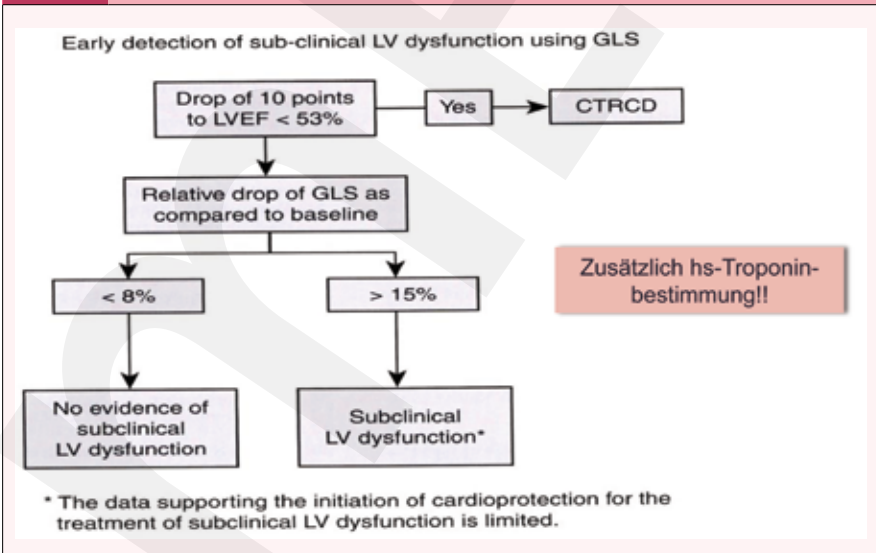 Early detection of sub-clinical LV dysfunction using GLS
Drop of 10 points
to LVEF < 53%
Yes
CTRCD
Relative drop of GLS as
compared to baseline
< 8%
> 15%
Zusätzlich hs-Troponin-
bestimmung!!
No evidence of
subclinical
LV dysfunction
Subclinical
LV dysfunction*
* The data supporting the initiation of cardioprotection for the
treatment of subclinical LV dysfunction is limited.